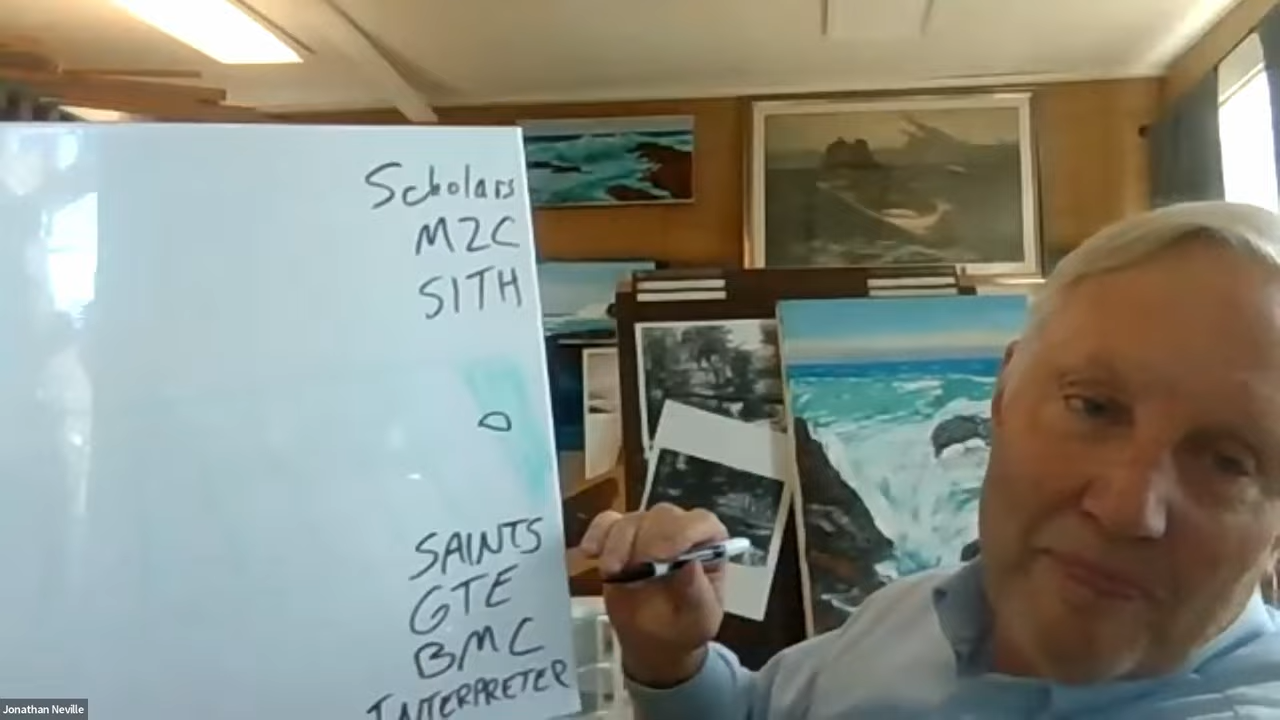 Scholars
M2C
SITH
SAINTS
GTE
BMC
INTERPRETER
Jonathan Neville